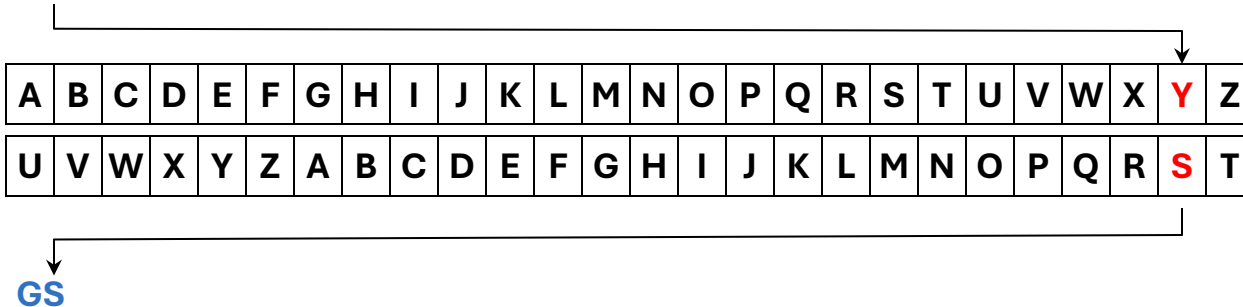 A B C D E F G H I J K L M N O P Q R S T U V W X Y Z
U V W X Y Z A B C D E F G H I J K L M N O P Q R S T
GS